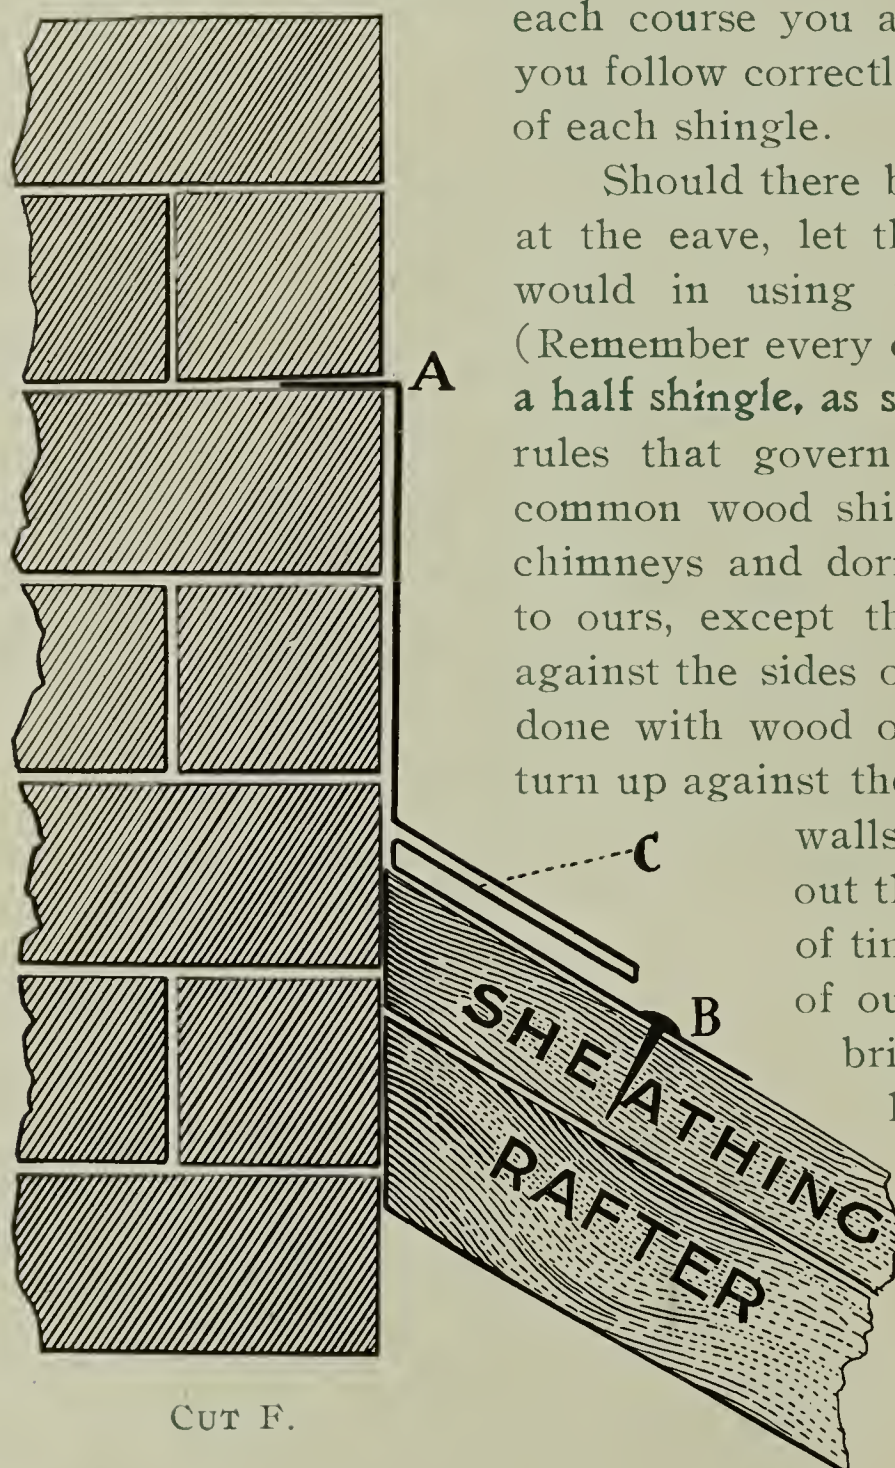 each course you a
you follow correctl
of each shingle.
Should there b
at the eave, let th
would in using
(Remember every
a half shingle, as s
rules that govern
common wood shi
chimneys and dor
to ours, except th
against the sides o
done with wood o
turn up against the
walls
out th
of tin
of ou
bri
A
C
B
SHEATHING
RAFTER
CUT F.